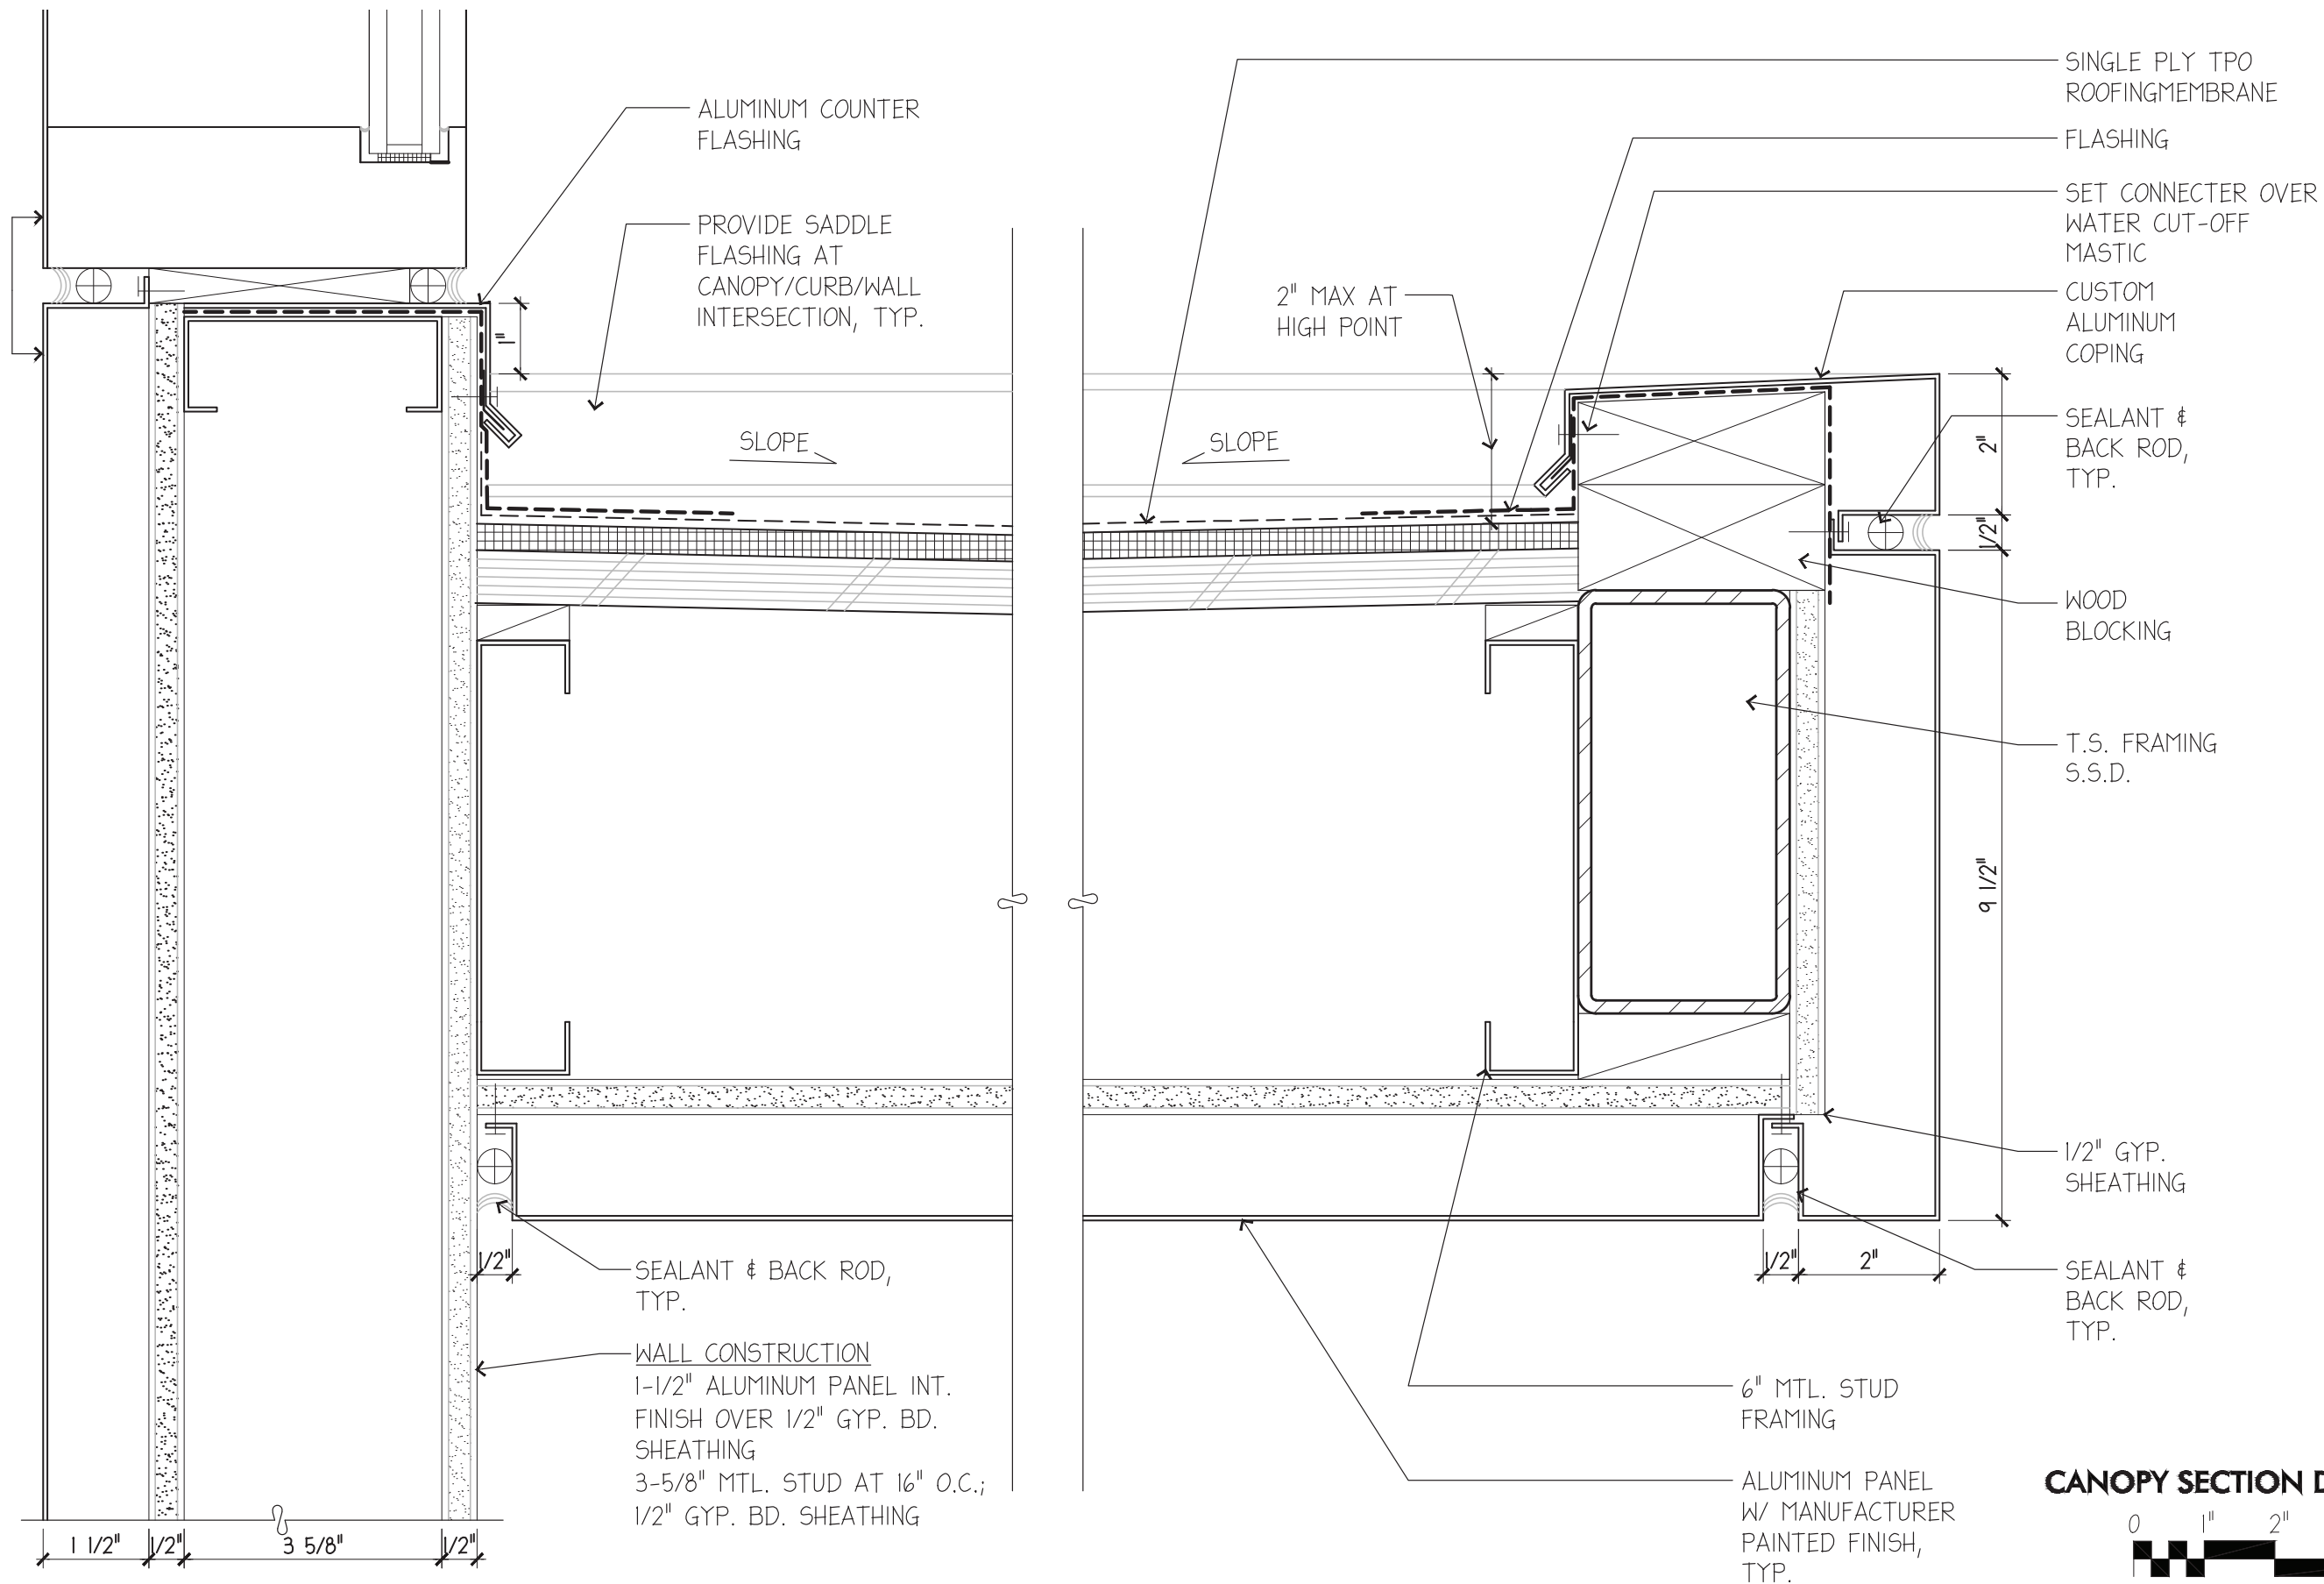 ALUMINUM COUNTER
FLASHING
PROVIDE SADDLE
FLASHING AT
CANOPY/CURB/WALL
INTERSECTION, TYP.
1"
SLOPE
2" MAX AT
HIGH POINT
SLOPE
SINGLE PLY TPO
ROOFINGMEMBRANE
FLASHING
SET CONNECTER OVER
WATER CUT-OFF
MASTIC
CUSTOM
ALUMINUM
COPING
SEALANT &
BACK ROD,
TYP.
2"
1/2"
9 1/2"
WOOD
BLOCKING
T.S. FRAMING
S.S.D.
1/2" GYP.
SHEATHING
SEALANT &
BACK ROD,
TYP.
1/2"
2"
1/2"
SEALANT & BACK ROD,
TYP.
WALL CONSTRUCTION
1-1/2" ALUMINUM PANEL INT.
FINISH OVER 1/2" GYP. BD.
SHEATHING
3-5/8" MTL. STUD AT 16" O.C.;
1/2" GYP. BD. SHEATHING
6" MTL. STUD
FRAMING
ALUMINUM PANEL
W/ MANUFACTURER
PAINTED FINISH,
TYP.
1 1/2"
1/2"
3 5/8"
1/2"
CANOPY SECTION D
0 1" 2"